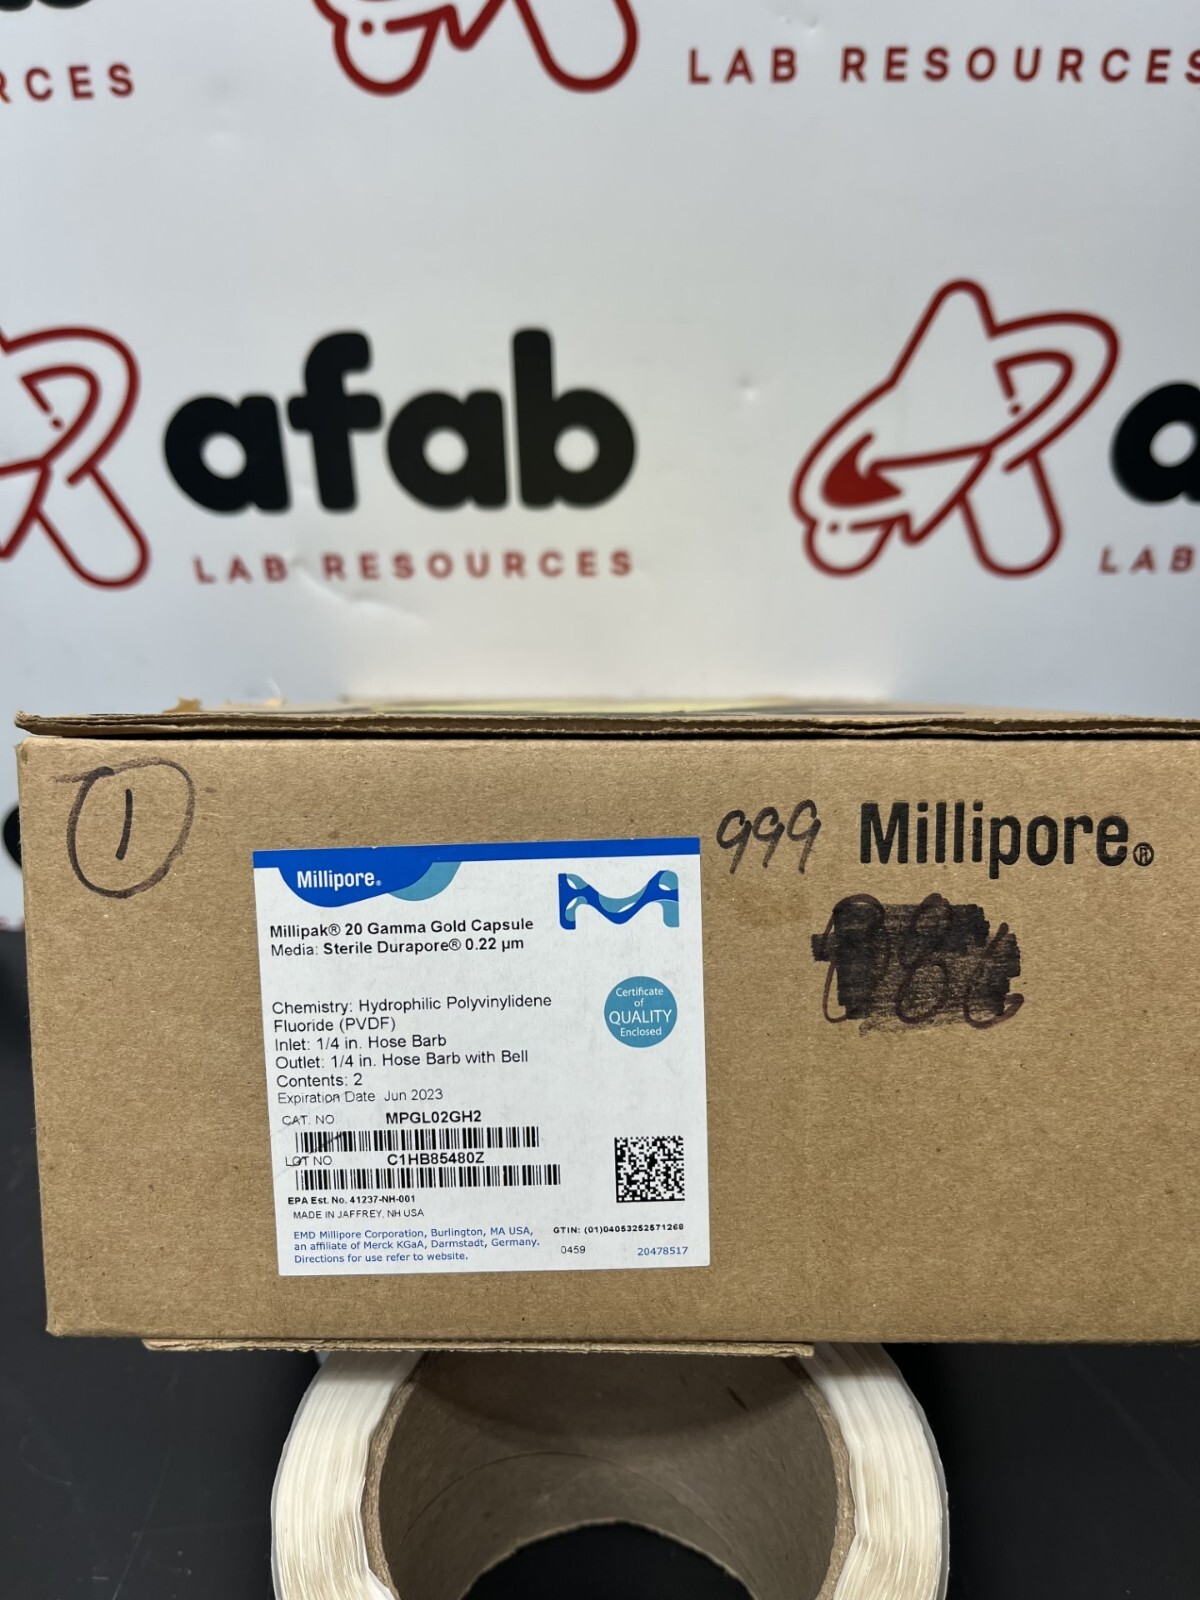 RCES
LAB RESOURCES
afab
LAB RESOURCES
a
LAB
1
999 Millipore®
Millipore®
Millipak® 20 Gamma Gold Capsule
Media: Sterile Durapore® 0.22 µm
Certificate
of
QUALITY
Enclosed
Chemistry: Hydrophilic Polyvinylidene
Fluoride (PVDF)
Inlet: 1/4 in. Hose Barb
Outlet: 1/4 in. Hose Barb with Bell
Contents: 2
Expiration Date Jun 2023
CAT. NO. MPGL02GH2
LOT NO C1HB85480Z
EPA Est. No. 41237-NH-001
MADE IN JAFFREY, NH USA
EMD Millipore Corporation, Burlington, MA USA,
an affiliate of Merck KGaA, Darmstadt, Germany.
Directions for use refer to website.
GTIN: (01)04053252571268
0459 20478517